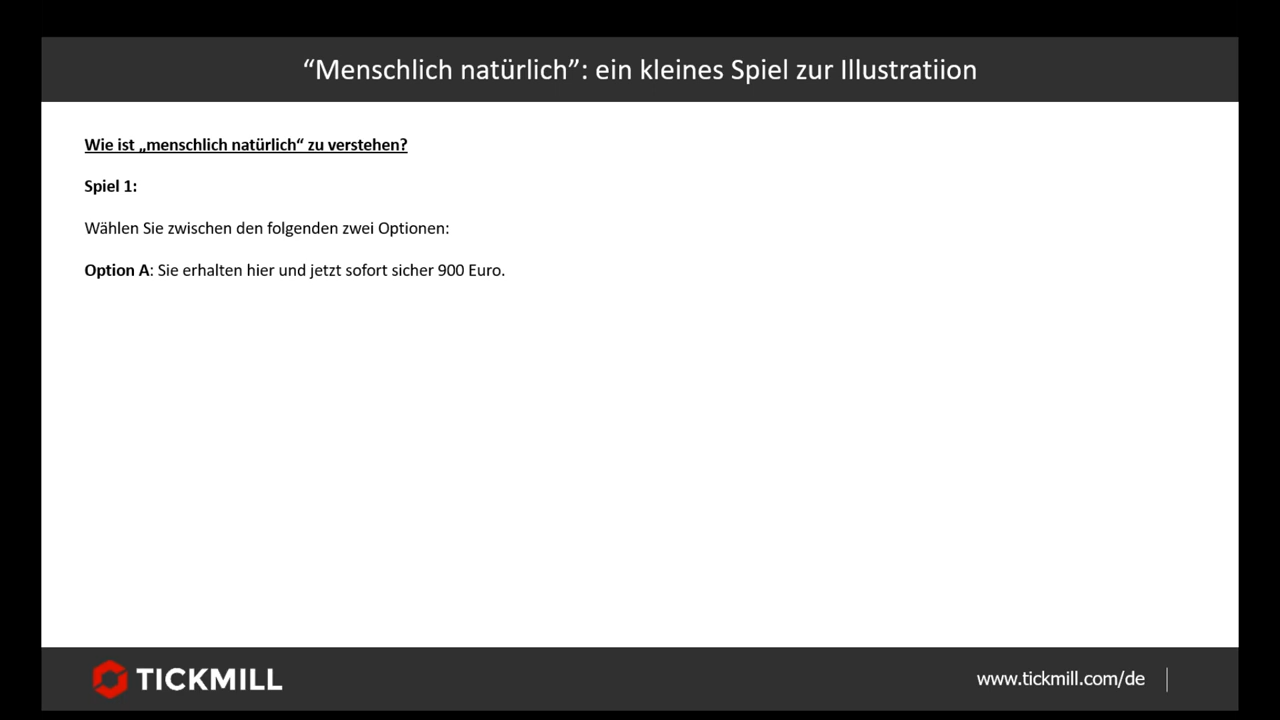 “Menschlich natürlich”: ein kleines Spiel zur Illustratiion
Wie ist „menschlich natürlich“ zu verstehen?
Spiel 1:
Wählen Sie zwischen den folgenden zwei Optionen:
Option A: Sie erhalten hier und jetzt sofort sicher 900 Euro.
TICKMILL
www.tickmill.com/de